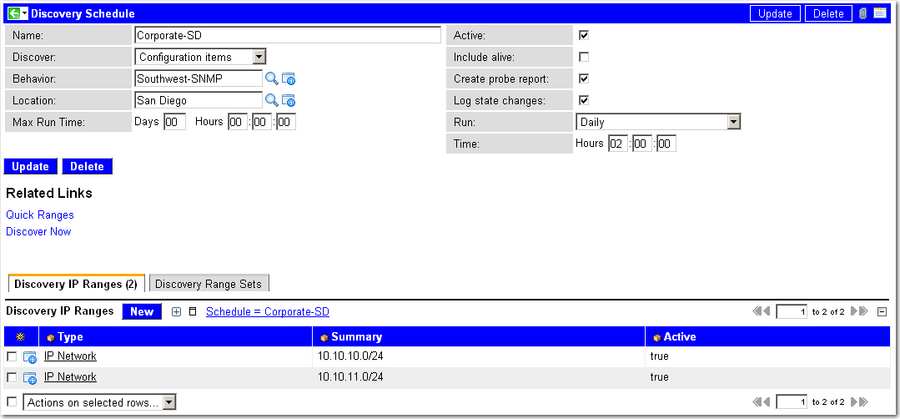 Discovery Schedule Update Delete
Name: Corporate-SD Active:
Discover: Configuration items Include alive:
Behavior: Southwest-SNMP Create probe report:
Location: San Diego Log state changes:
Max Run Time: Days 00 Hours 00 : 00 : 00 Run: Daily
Time: Hours 02 : 00 : 00
Update Delete
Related Links
Quick Ranges
Discover Now
Discovery IP Ranges (2) Discovery Range Sets
Discovery IP Ranges New Schedule = Corporate-SD 1 to 2 of 2
Type Summary Active
IP Network 10.10.10.0/24 true
IP Network 10.10.11.0/24 true
Actions on selected rows... 1 to 2 of 2